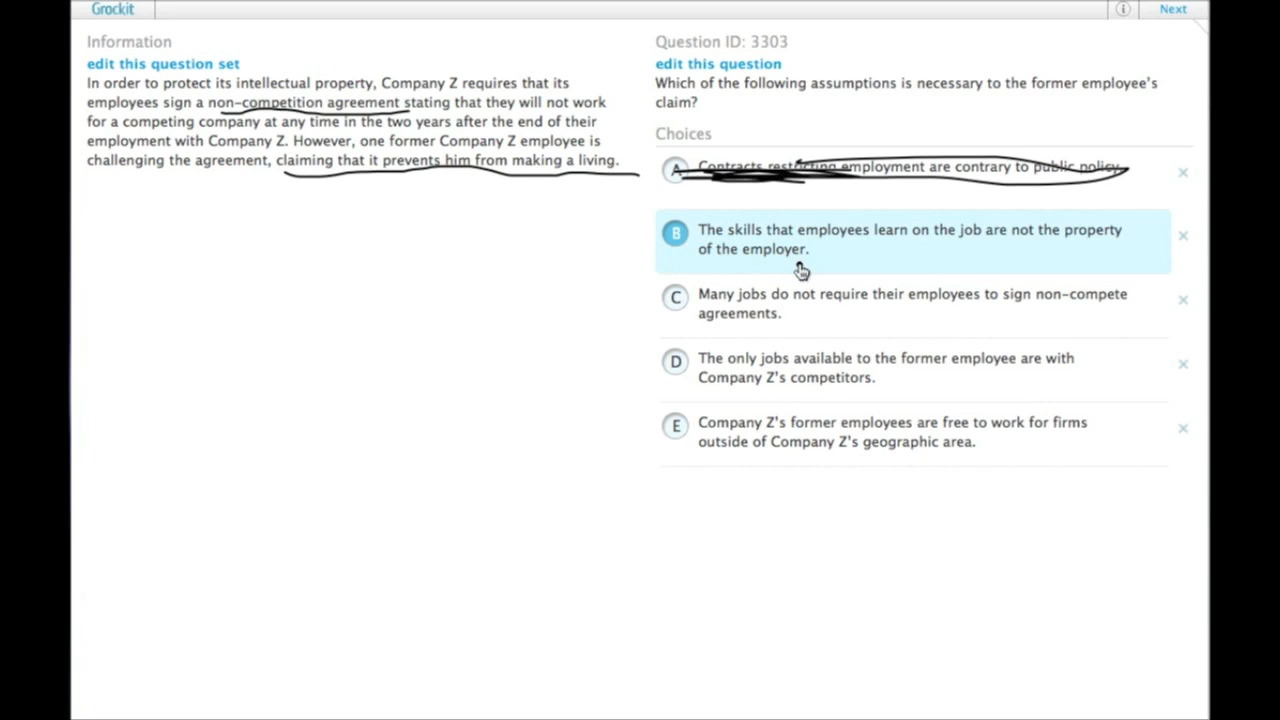 Grockit
i
Next
Information
edit this question set
In order to protect its intellectual property, Company Z requires that its
employees sign a non-competition agreement stating that they will not work
for a competing company at any time in the two years after the end of their
employment with Company Z. However, one former Company Z employee is
challenging the agreement, claiming that it prevents him from making a living.
Question ID: 3303
edit this question
Which of the following assumptions is necessary to the former employee's
claim?
Choices
A Contracts restricting employment are contrary to public policy.
B The skills that employees learn on the job are not the property
of the employer.
C Many jobs do not require their employees to sign non-compete
agreements.
D The only jobs available to the former employee are with
Company Z's competitors.
E Company Z's former employees are free to work for firms
outside of Company Z's geographic area.